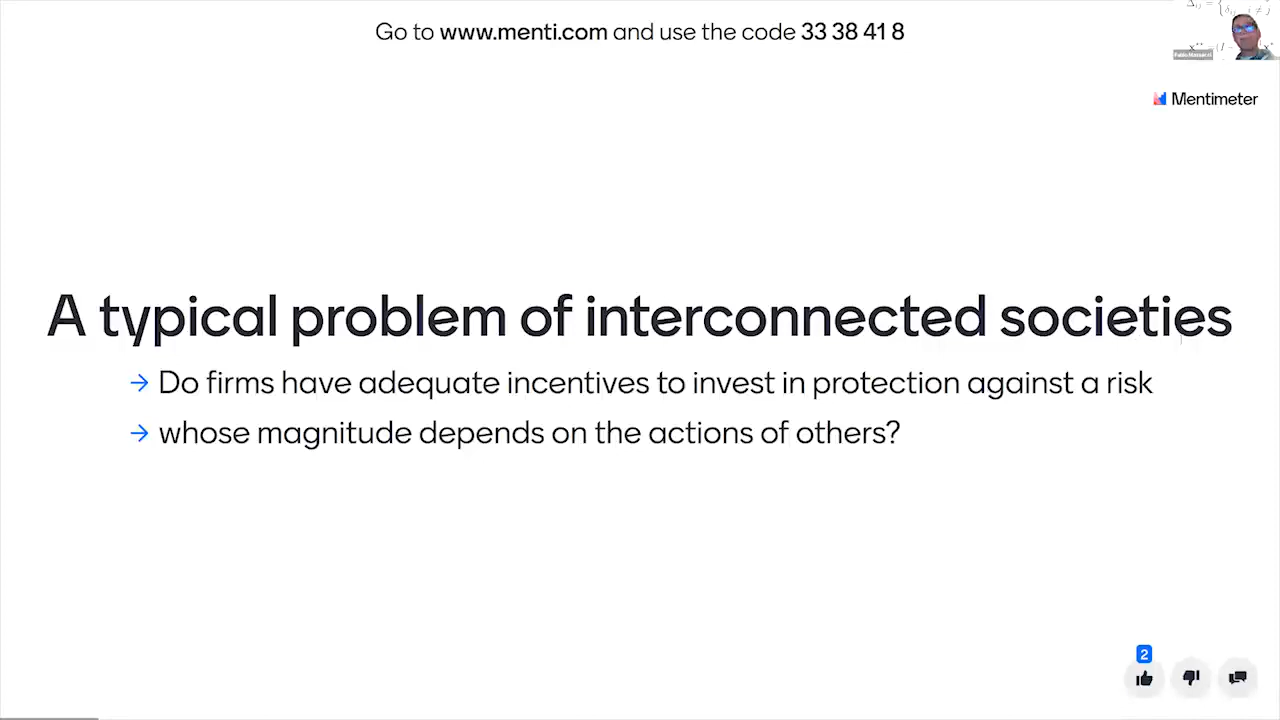 Go to www.menti.com and use the code 33 38 41 8
Mentimeter
A typical problem of interconnected societies
→ Do firms have adequate incentives to invest in protection against a risk
→ whose magnitude depends on the actions of others?
2